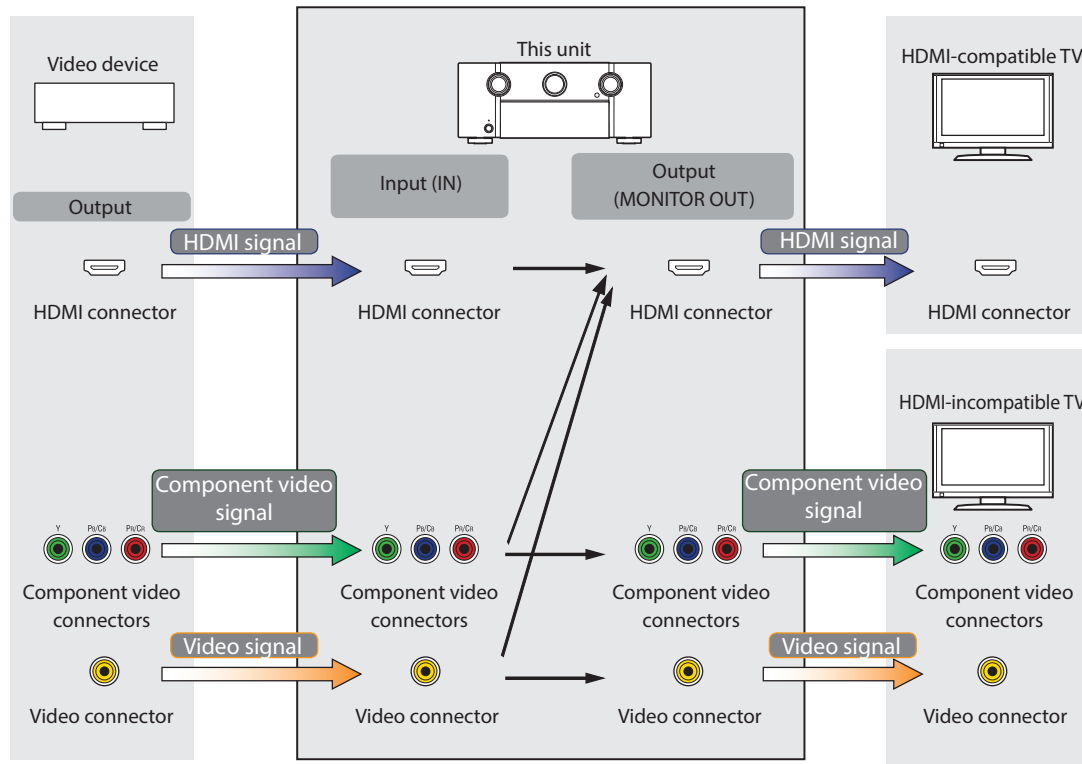 Video device
This unit
HDMI-compatible TV
Input (IN)
Output
(MONITOR OUT)
Output
HDMI signal
HDMI signal
HDMI connector
HDMI connector
HDMI connector
HDMI connector
HDMI-incompatible TV
Component video
signal
Component video
signal
Y PB/CB PR/CR
Y PB/CB PR/CR
Y PB/CB PR/CR
Y PB/CB PR/CR
Component video
connectors
Component video
connectors
Component video
connectors
Component video
connectors
Video signal
Video signal
Video connector
Video connector
Video connector
Video connector